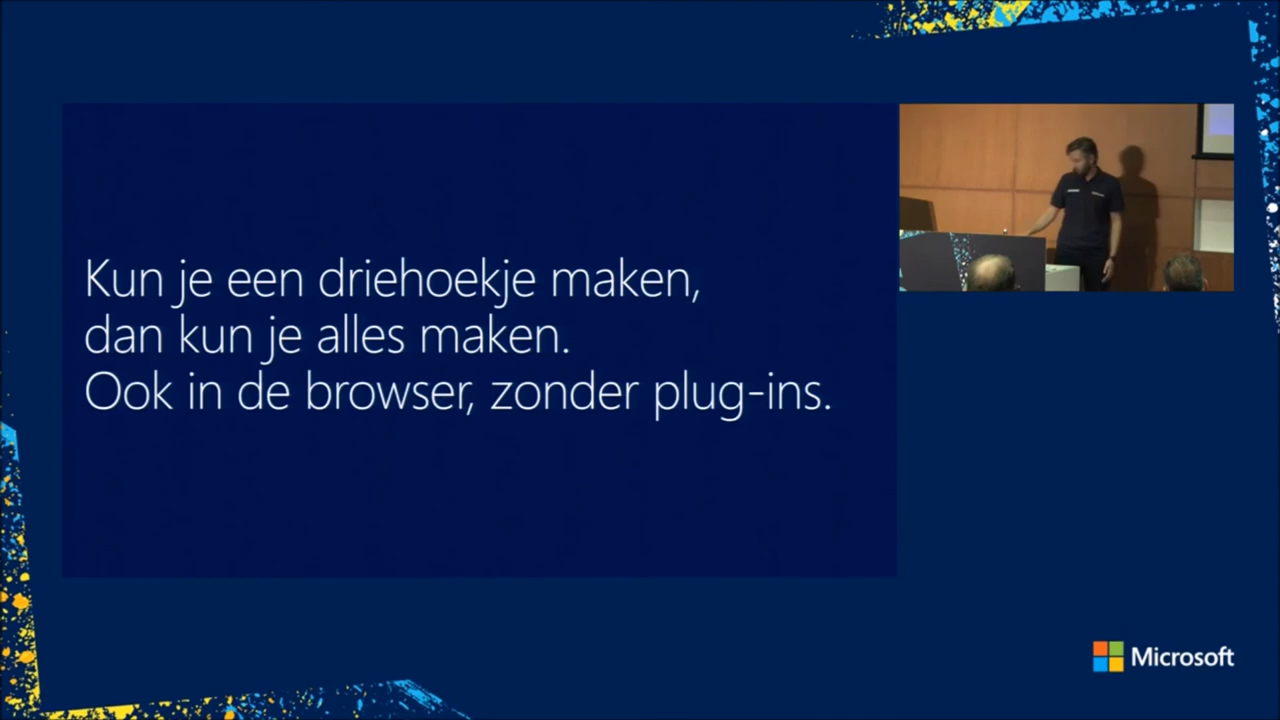 Kun je een driehoekje maken,
dan kun je alles maken.
Ook in de browser, zonder plug-ins.
Microsoft